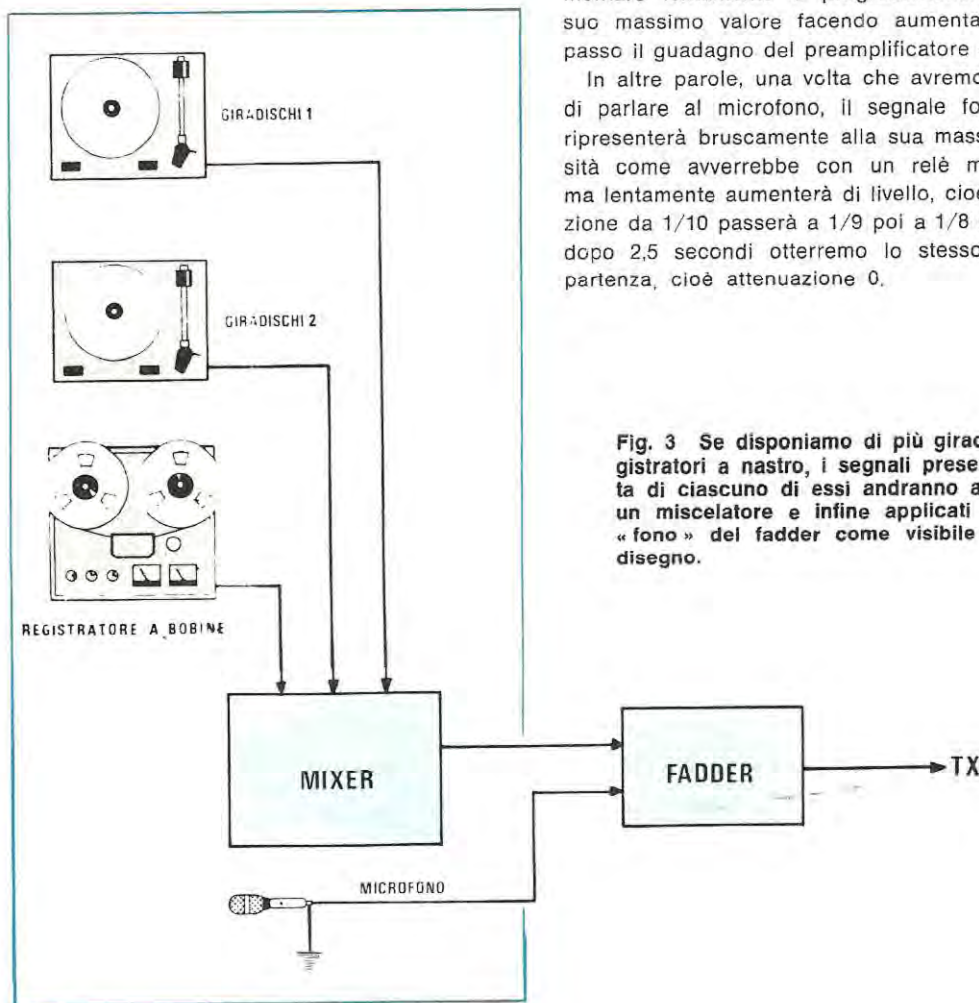 suo massimo valore facendo aumenta
passo il guadagno del preamplificatore
In altre parole, una volta che avremo
di parlare al microfono, il segnale fo
ripresenterà bruscamente alla sua mass
sità come avverrebbe con un relè m
ma lentamente aumenterà di livello, cioè
zione da 1/10 passerà a 1/9 poi a 1/8
dopo 2,5 secondi otterremo lo stesso
partenza, cioè attenuazione 0.
GIRADISCHI 1
GIRADISCHI 2
REGISTRATORE A BOBINE
Fig. 3 Se disponiamo di più girad
gistratori a nastro, i segnali prese
ta di ciascuno di essi andranno a
un miscelatore e infine applicati
« fono » del fadder come visibile
disegno.
MIXER
FADDER
TX
MICROFONO